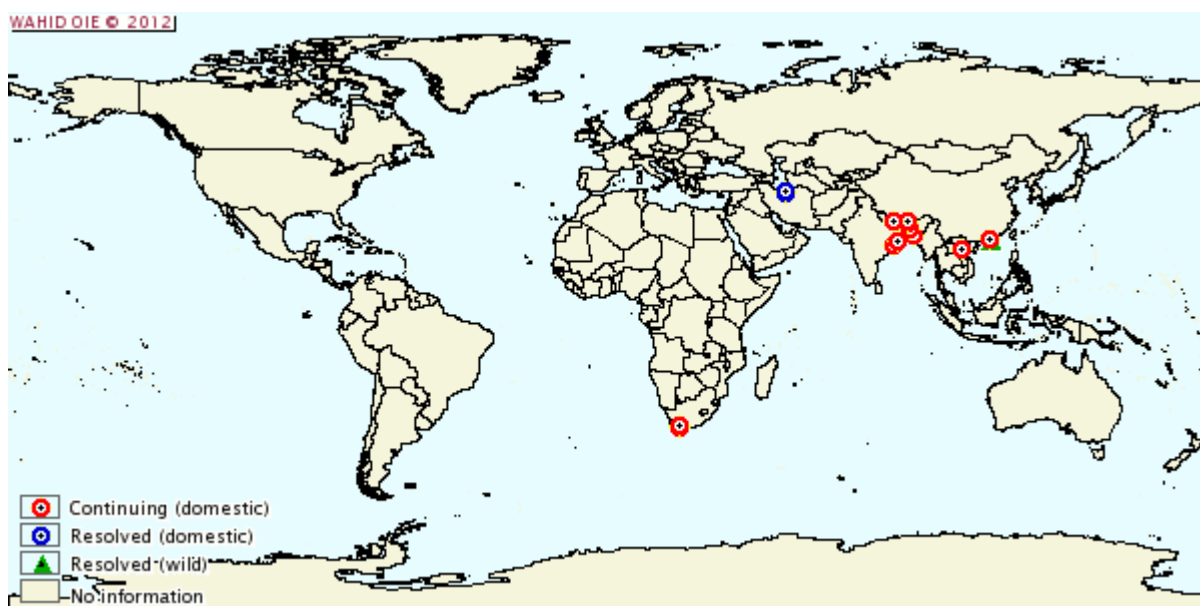 WAHID OIE © 2012
Continuing (domestic)
Resolved (domestic)
Resolved (wild)
No information